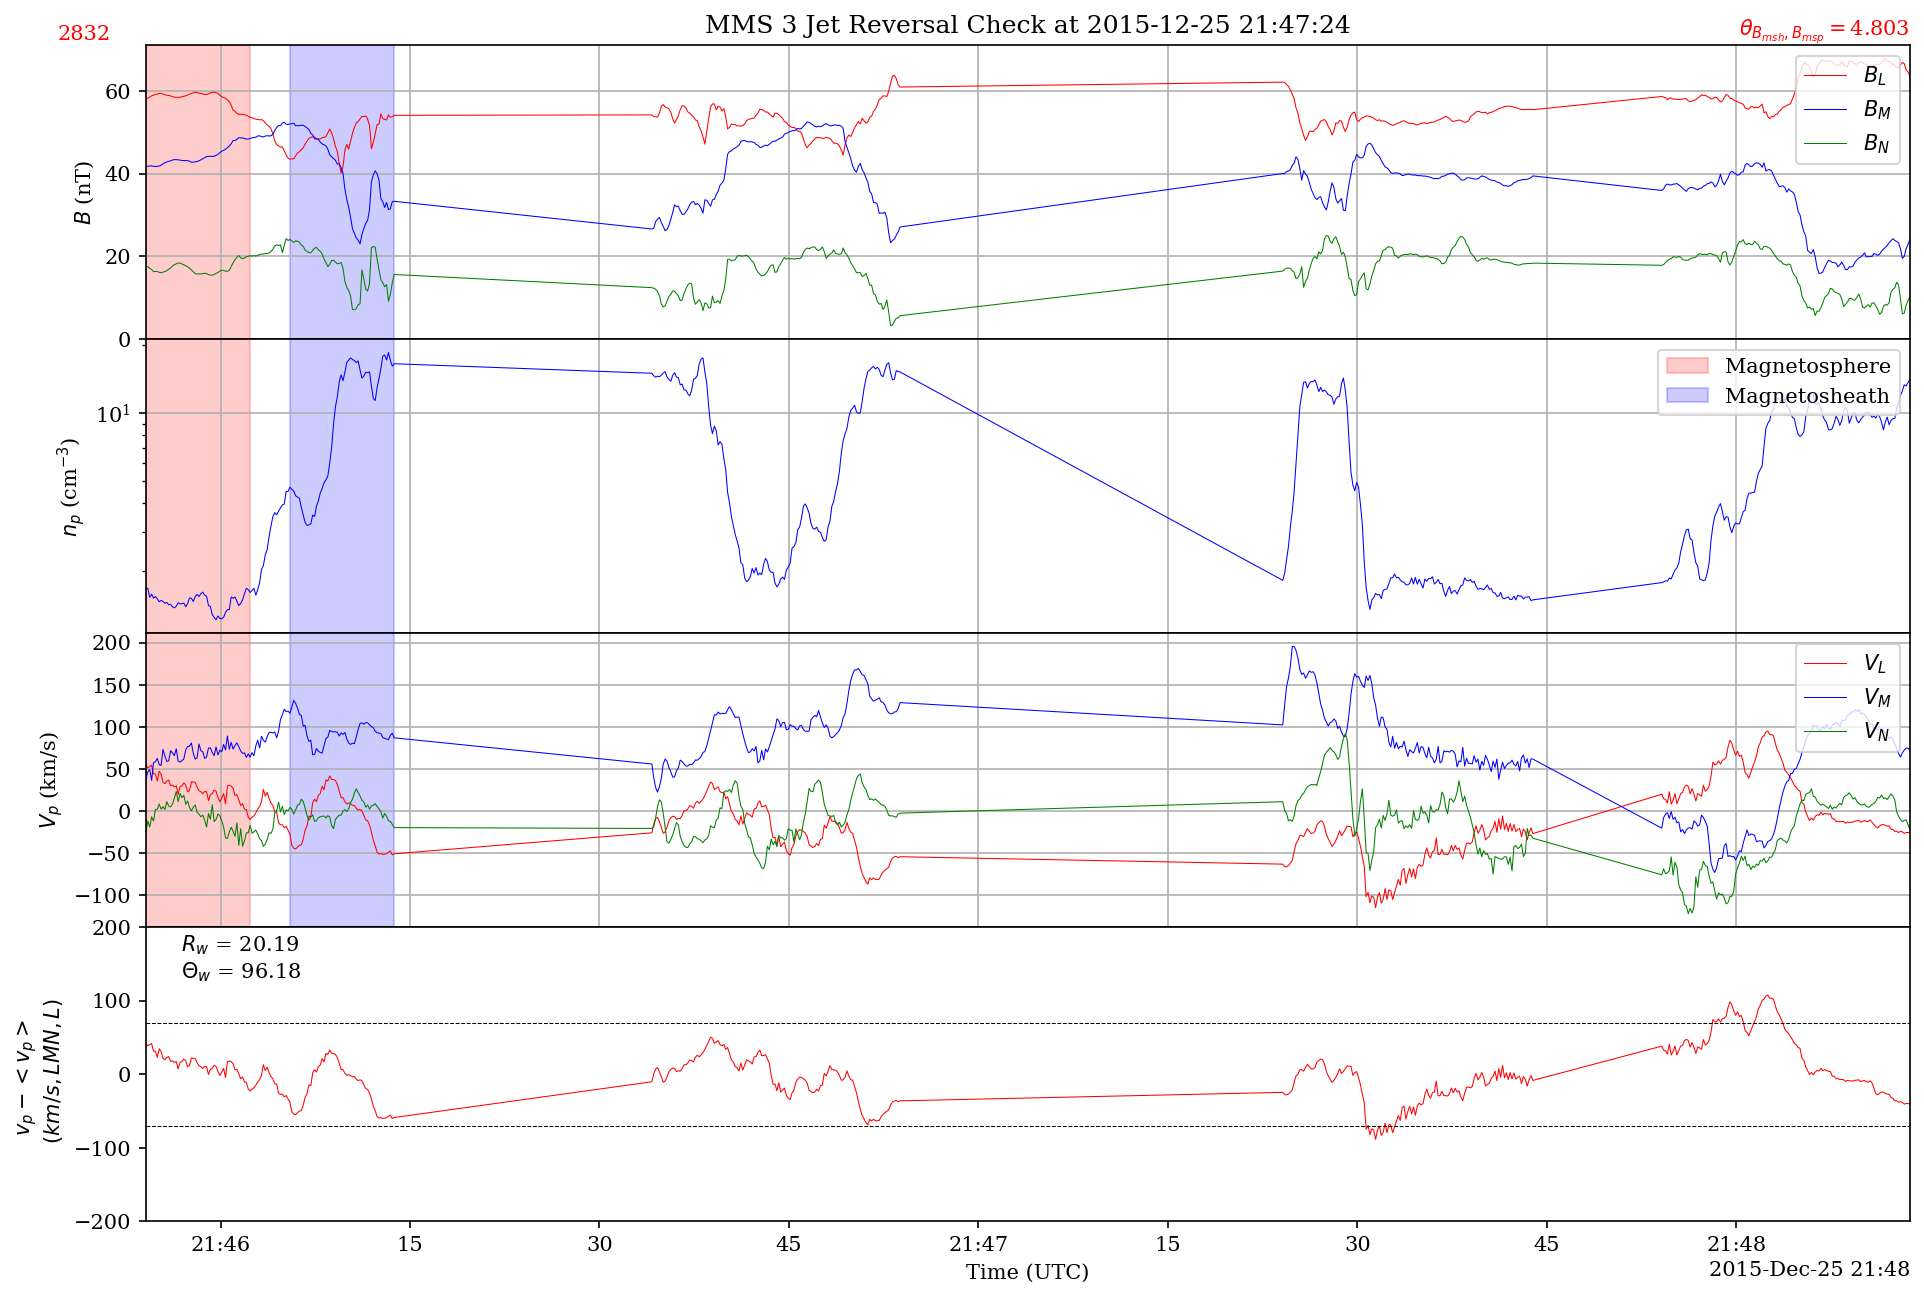 MMS 3 Jet Reversal Check at 2015-12-25 21:47:24
2832
θ_{B_{msh}, B_{msp}} = 4.803
B (nT)
60
40
20
0
B_L
B_M
B_N
n_p (cm⁻³)
10¹
Magnetosphere
Magnetosheath
V_p (km/s)
200
150
100
50
0
−50
−100
V_L
V_M
V_N
v_p − < v_p >
(km/s, LMN, L)
200
100
0
−100
−200
R_w = 20.19
Θ_w = 96.18
21:46 15 30 45 21:47 15 30 45 21:48
Time (UTC)
2015-Dec-25 21:48